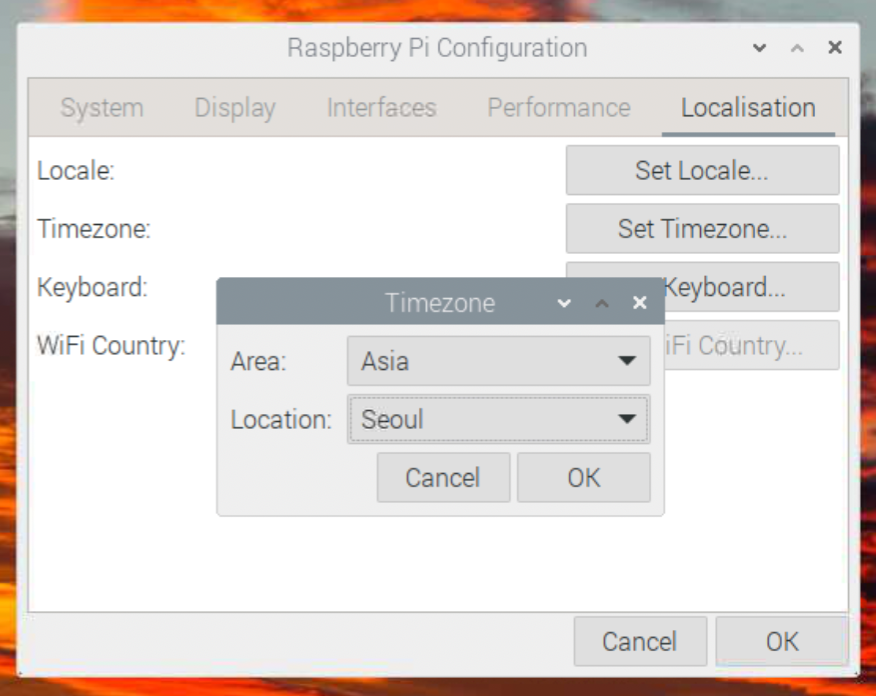 Raspberry Pi Configuration
System Display Interfaces Performance Localisation
Locale: Set Locale...
Timezone: Set Timezone...
Keyboard: Keyboard...
Timezone
WiFi Country: iFi Country...
Area: Asia
Location: Seoul
Cancel OK
Cancel OK